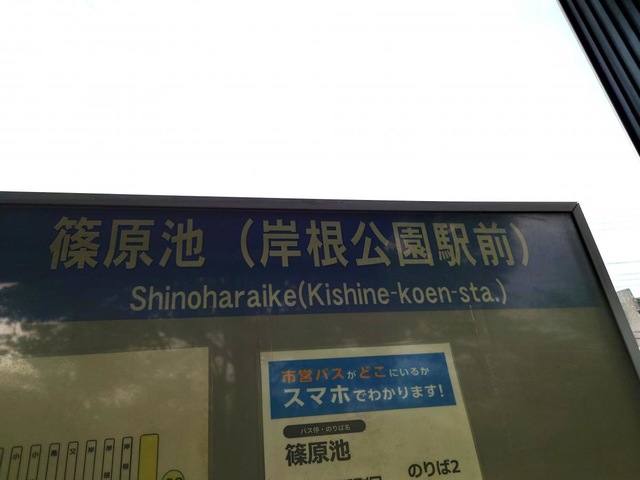 篠原池（岸根公園駅前）
Shinoharaike(Kishine-koen-sta.)
市営バスがどこにいるか
スマホでわかります！
バス停・のりば名
篠原池
のりば2